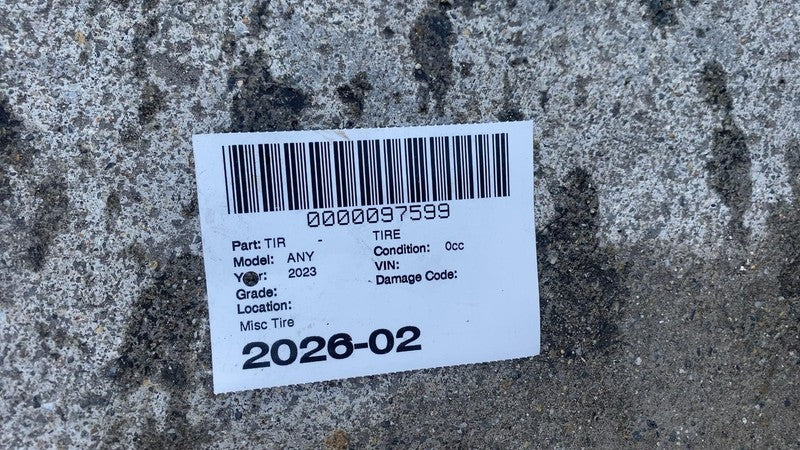 0000097599
Part: TIR - TIRE
Model: ANY Condition: 0cc
Year: 2023 VIN:
Damage Code:
Grade:
Location:
Misc Tire
2026-02